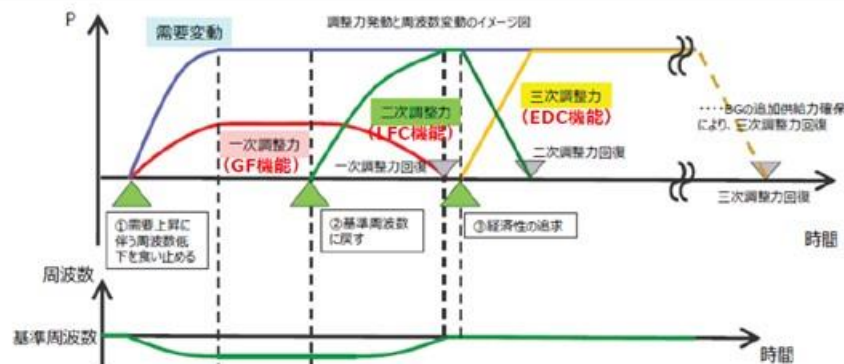 調整力発動と周波数変動のイメージ図
P
需要変動
二次調整力
(LFC機能)
三次調整力
(EDC機能)
一次調整力
(GF機能)
‥‥BGの追加供給力確保
により、三次調整力回復
一次調整力回復
二次調整力回復
三次調整力回復
①需要上昇に
伴う周波数低
下を食い止める
②基準周波数
に戻す
③経済性の追求
時間
周波数
基準周波数
時間